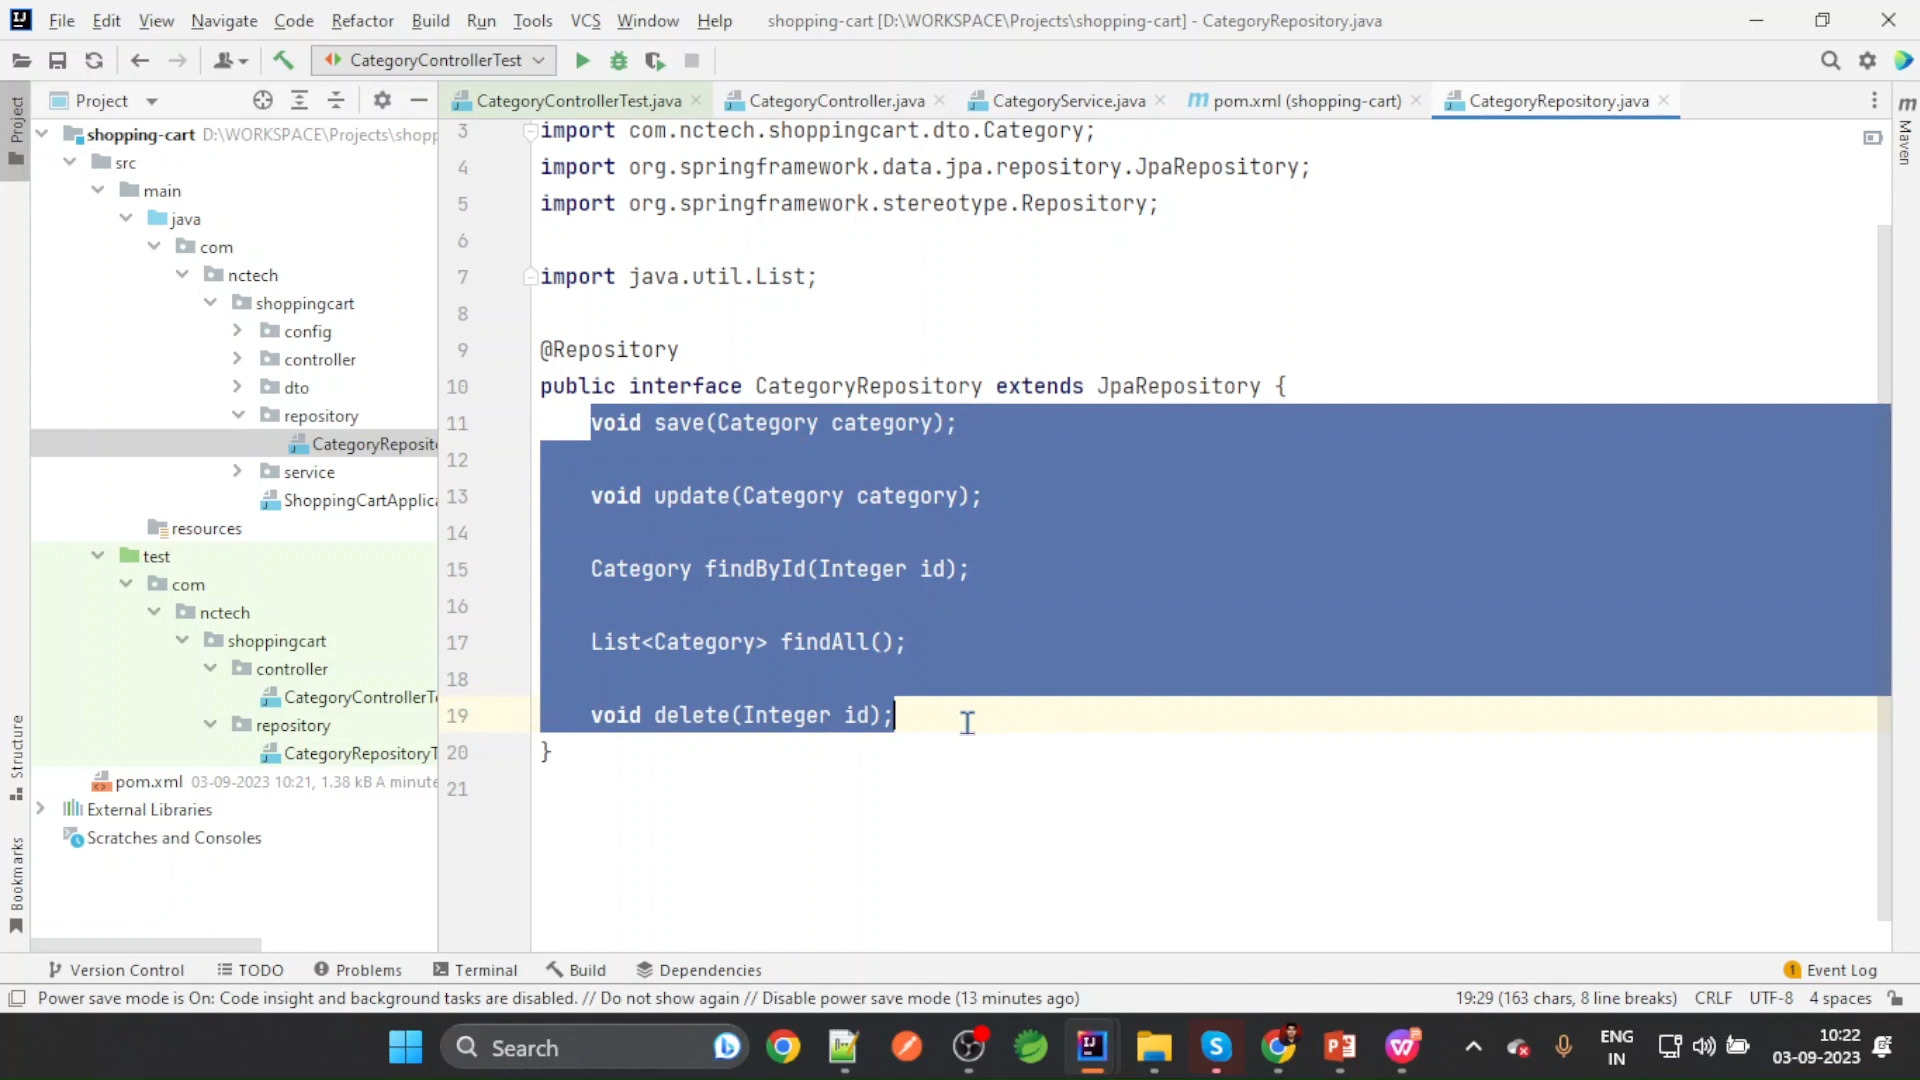 File Edit View Navigate Code Refactor Build Run Tools VCS Window Help shopping-cart [D:\WORKSPACE\Projects\shopping-cart] - CategoryRepository.java
CategoryControllerTest
Project
CategoryControllerTest.java CategoryController.java CategoryService.java pom.xml (shopping-cart) CategoryRepository.java
Project
Structure
Bookmarks
Maven
shopping-cart D:\WORKSPACE\Projects\shopp
src
main
java
com
nctech
shoppingcart
config
controller
dto
repository
CategoryReposito
service
ShoppingCartApplica
resources
test
com
nctech
shoppingcart
controller
CategoryControllerTe
repository
CategoryRepositoryT
pom.xml 03-09-2023 10:21, 1.38 kB A minute
External Libraries
Scratches and Consoles
3 import com.nctech.shoppingcart.dto.Category;
4 import org.springframework.data.jpa.repository.JpaRepository;
5 import org.springframework.stereotype.Repository;
6
7 import java.util.List;
8
9 @Repository
10 public interface CategoryRepository extends JpaRepository {
11 void save(Category category);
12
13 void update(Category category);
14
15 Category findById(Integer id);
16
17 List<Category> findAll();
18
19 void delete(Integer id);
20 }
21
Version Control TODO Problems Terminal Build Dependencies 1 Event Log
Power save mode is On: Code insight and background tasks are disabled. // Do not show again // Disable power save mode (13 minutes ago) 19:29 (163 chars, 8 line breaks) CRLF UTF-8 4 spaces
Search
ENG
IN
10:22
03-09-2023